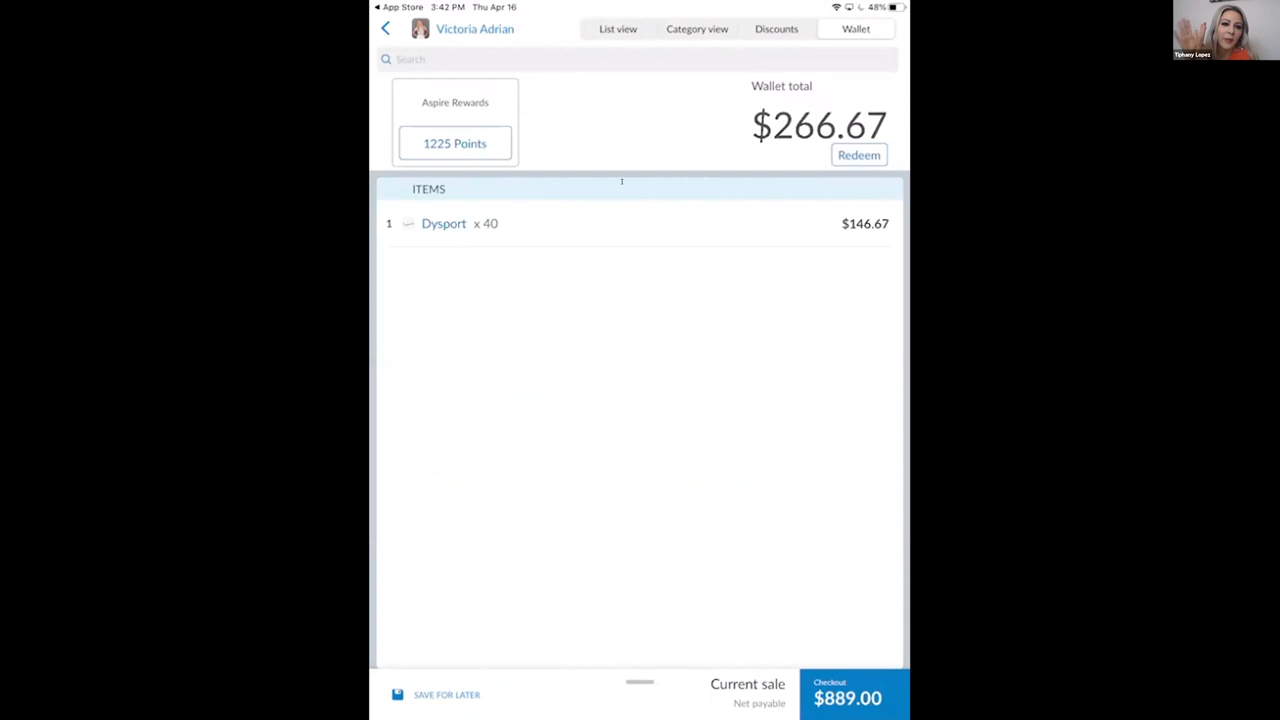 App Store 3:42 PM Thu Apr 16 48%
Victoria Adrian List view Category view Discounts Wallet
Search
Aspire Rewards
1225 Points
Wallet total
$266.67
Redeem
ITEMS
1 Dysport x 40 $146.67
SAVE FOR LATER
Current sale
Net payable
Checkout
$889.00
Tiphany Lopez